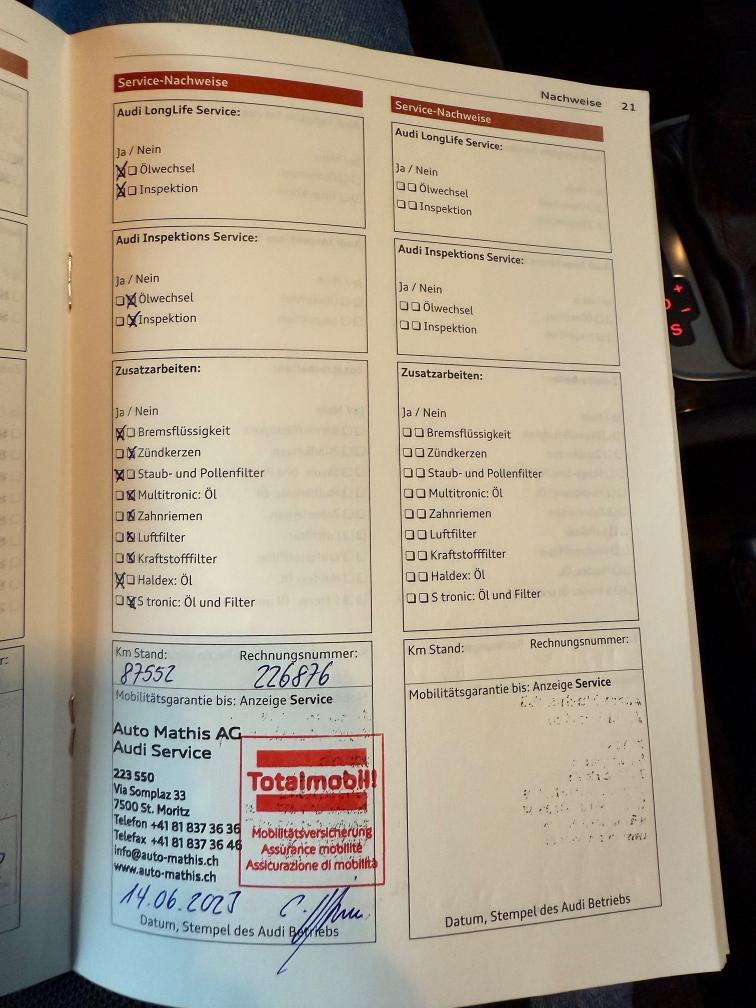 Nachweise 21
Service-Nachweise
Audi LongLife Service:
Ja / Nein
Ölwechsel
Inspektion
Audi Inspektions Service:
Ja / Nein
Ölwechsel
Inspektion
Zusatzarbeiten:
Ja / Nein
Bremsflüssigkeit
Zündkerzen
Staub- und Pollenfilter
Multitronic: Öl
Zahnriemen
Luftfilter
Kraftstofffilter
Haldex: Öl
S tronic: Öl und Filter
Km Stand: Rechnungsnummer:
87552 226876
Mobilitätsgarantie bis: Anzeige Service
Auto Mathis AG
Audi Service
223 550
Via Somplaz 33
7500 St. Moritz
Telefon +41 81 837 36 36
Telefax +41 81 837 36 46
info@auto-mathis.ch
www.auto-mathis.ch
Totalmobil!
Mobilitätsversicherung
Assurance mobilité
Assicurazione di mobilità
14.06.2023
Datum, Stempel des Audi Betriebs
Service-Nachweise
Audi LongLife Service:
Ja / Nein
Ölwechsel
Inspektion
Audi Inspektions Service:
Ja / Nein
Ölwechsel
Inspektion
Zusatzarbeiten:
Ja / Nein
Bremsflüssigkeit
Zündkerzen
Staub- und Pollenfilter
Multitronic: Öl
Zahnriemen
Luftfilter
Kraftstofffilter
Haldex: Öl
S tronic: Öl und Filter
Km Stand: Rechnungsnummer:
Mobilitätsgarantie bis: Anzeige Service
Datum, Stempel des Audi Betriebs
+
-
S